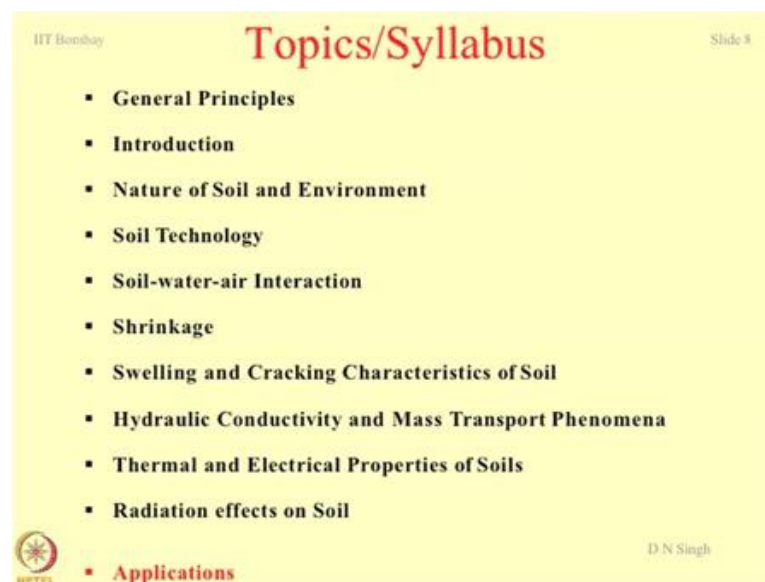 IIT Bombay
Topics/Syllabus
Slide 8
▪ General Principles
▪ Introduction
▪ Nature of Soil and Environment
▪ Soil Technology
▪ Soil-water-air Interaction
▪ Shrinkage
▪ Swelling and Cracking Characteristics of Soil
▪ Hydraulic Conductivity and Mass Transport Phenomena
▪ Thermal and Electrical Properties of Soils
▪ Radiation effects on Soil
D N Singh
▪ Applications
NPTEL